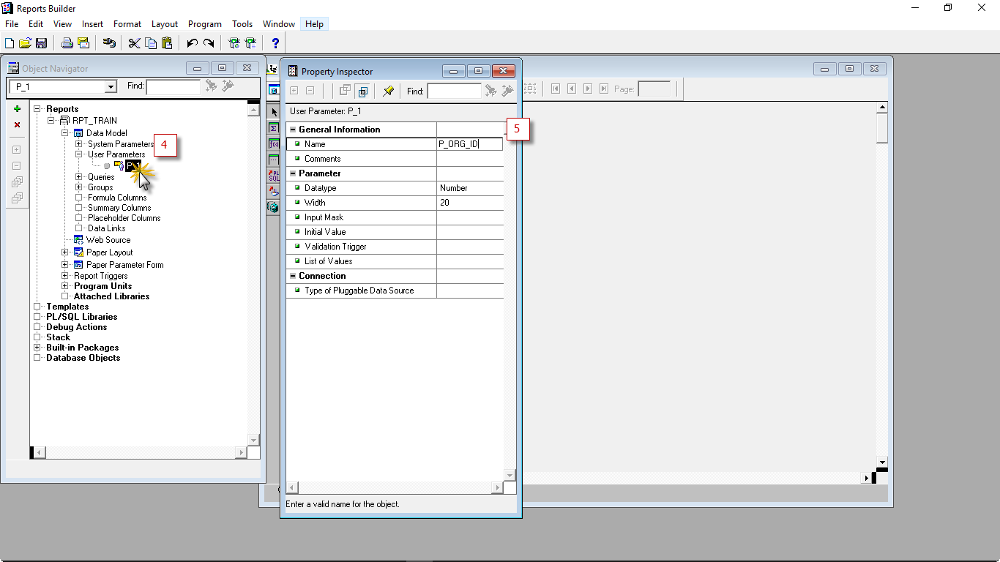 Reports Builder
File Edit View Insert Format Layout Program Tools Window Help
Object Navigator
P_1
Find:
Reports
RPT_TRAIN
Data Model
System Parameters
4
User Parameters
Queries
Groups
Formula Columns
Summary Columns
Placeholder Columns
Data Links
Web Source
Paper Layout
Paper Parameter Form
Report Triggers
Program Units
Attached Libraries
Templates
PL/SQL Libraries
Debug Actions
Stack
Built-in Packages
Database Objects
Property Inspector
Find:
User Parameter: P_1
General Information
5
Name P_ORG_ID
Comments
Parameter
Datatype Number
Width 20
Input Mask
Initial Value
Validation Trigger
List of Values
Connection
Type of Pluggable Data Source
Enter a valid name for the object.
Page:
PL
SQL